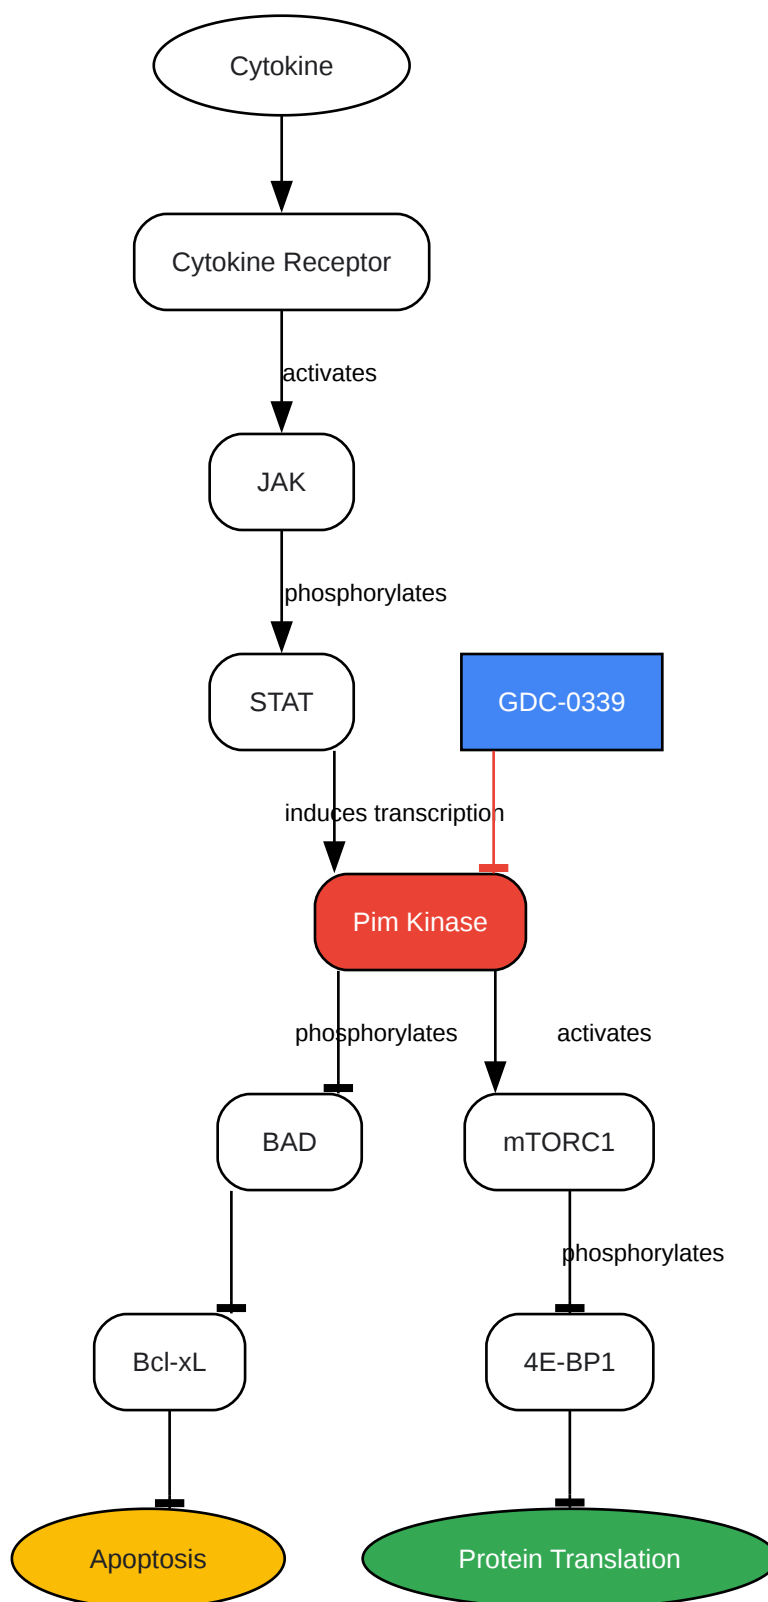 Cytokine
Cytokine Receptor
activates
JAK
phosphorylates
STAT
GDC-0339
induces transcription
Pim Kinase
phosphorylates
activates
BAD
mTORC1
phosphorylates
Bcl-xL
4E-BP1
Apoptosis
Protein Translation